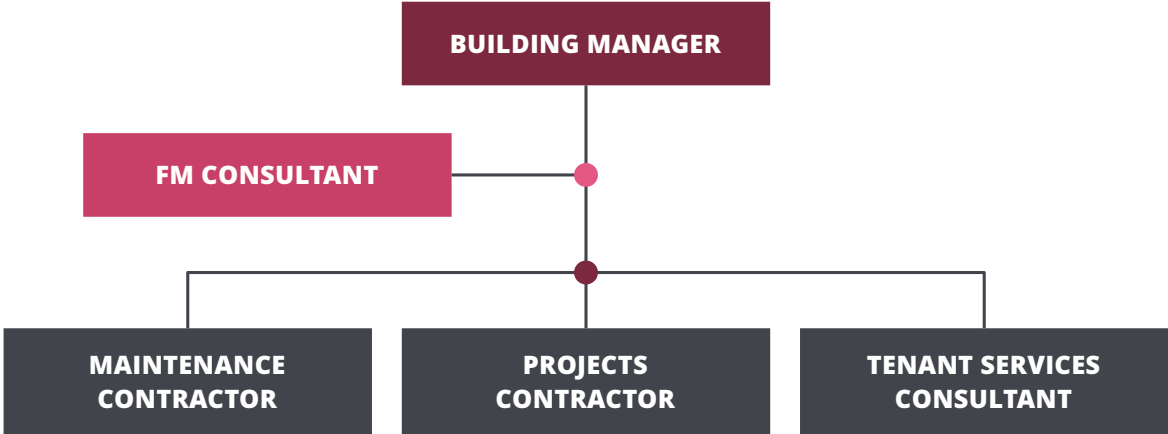 BUILDING MANAGER
FM CONSULTANT
MAINTENANCE
CONTRACTOR
PROJECTS
CONTRACTOR
TENANT SERVICES
CONSULTANT